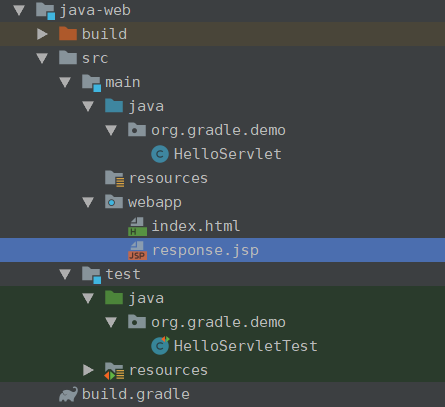 java-web
build
src
main
java
org.gradle.demo
C HelloServlet
resources
webapp
H index.html
JSP response.jsp
test
java
org.gradle.demo
C HelloServletTest
resources
build.gradle